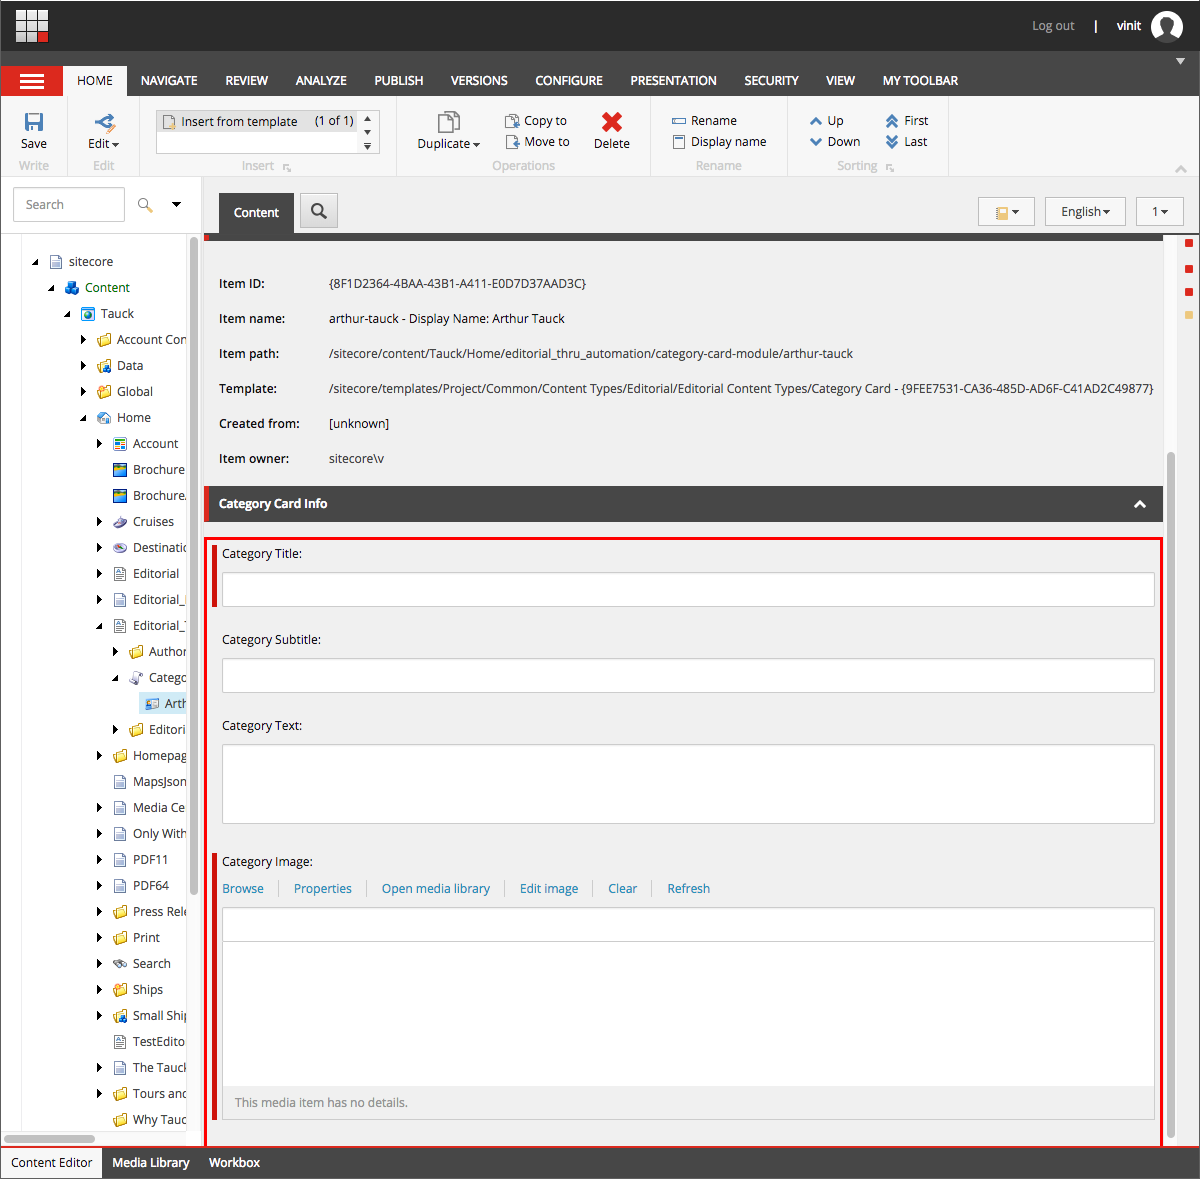 Log out | vinit
HOME NAVIGATE REVIEW ANALYZE PUBLISH VERSIONS CONFIGURE PRESENTATION SECURITY VIEW MY TOOLBAR
Save
Write
Edit
Edit
Insert from template (1 of 1)
Insert
Duplicate
Copy to
Move to
Delete
Operations
Rename
Display name
Rename
Up
Down
First
Last
Sorting
Search
sitecore
Content
Tauck
Account Con
Data
Global
Home
Account
Brochure
Brochure
Cruises
Destinatio
Editorial
Editorial_
Editorial_
Author
Catego
Arth
Editori
Homepag
MapsJson
Media Ce
Only With
PDF11
PDF64
Press Rele
Print
Search
Ships
Small Ship
TestEdito
The Tauck
Tours and
Why Tauc
Content
English
1
Item ID: {8F1D2364-4BAA-43B1-A411-E0D7D37AAD3C}
Item name: arthur-tauck - Display Name: Arthur Tauck
Item path: /sitecore/content/Tauck/Home/editorial_thru_automation/category-card-module/arthur-tauck
Template: /sitecore/templates/Project/Common/Content Types/Editorial/Editorial Content Types/Category Card - {9FEE7531-CA36-485D-AD6F-C41AD2C49877}
Created from: [unknown]
Item owner: sitecore\v
Category Card Info
Category Title:
Category Subtitle:
Category Text:
Category Image:
Browse Properties Open media library Edit image Clear Refresh
This media item has no details.
Content Editor Media Library Workbox